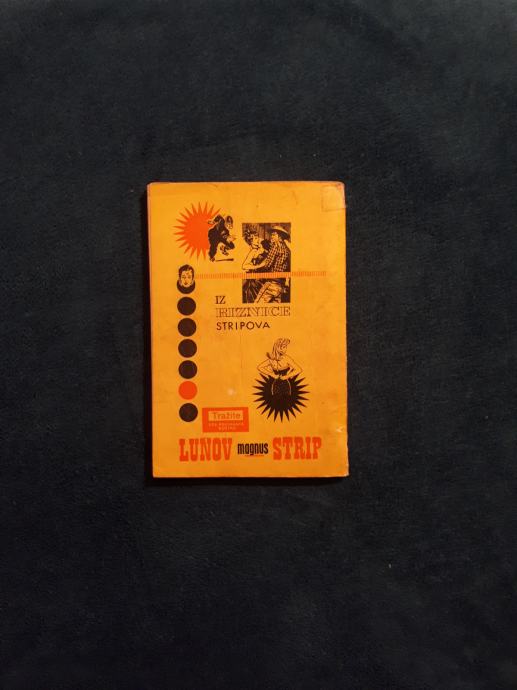 IZ
RIZNICE
STRIPOVA
Tražite
LUNOV magnus STRIP